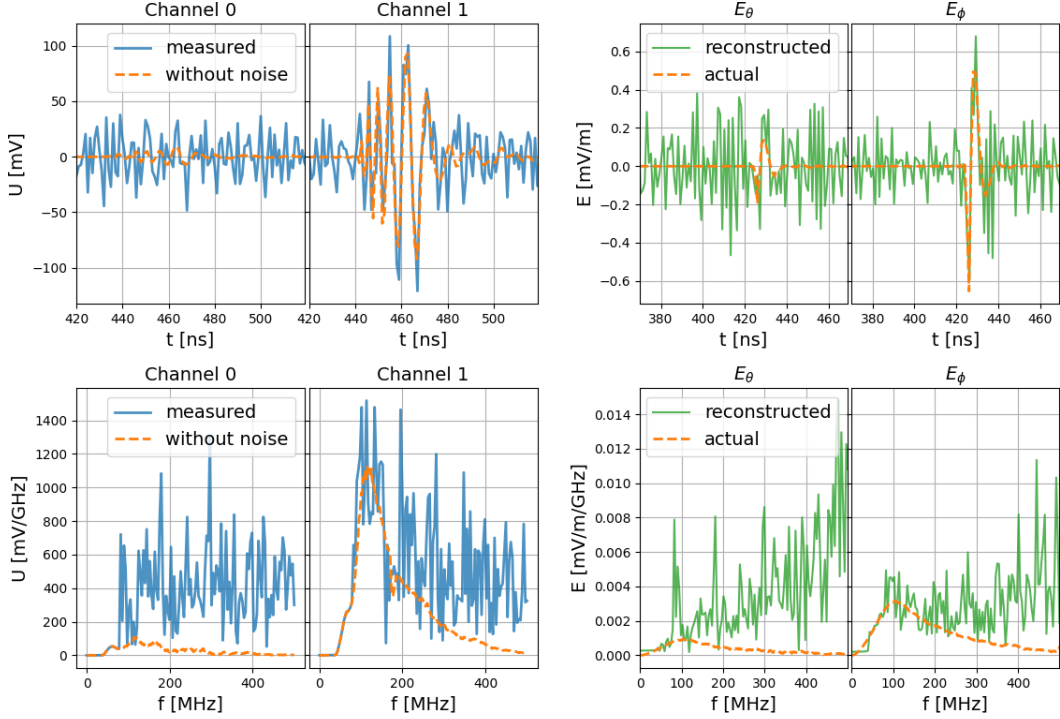 Channel 0
Channel 1
measured
without noise
100
50
0
−50
−100
U [mV]
420 440 460 480 500
420 440 460 480 500
t [ns]
t [ns]
E_θ
E_ϕ
reconstructed
actual
0.6
0.4
0.2
0.0
−0.2
−0.4
−0.6
E [mV/m]
380 400 420 440 460
380 400 420 440 460
t [ns]
t [ns]
Channel 0
Channel 1
measured
without noise
1400
1200
1000
800
600
400
200
0
U [mV/GHz]
0 200 400
0 200 400
f [MHz]
f [MHz]
E_θ
E_ϕ
reconstructed
actual
0.014
0.012
0.010
0.008
0.006
0.004
0.002
0.000
E [mV/m/GHz]
0 100 200 300 400
0 100 200 300 400
f [MHz]
f [MHz]